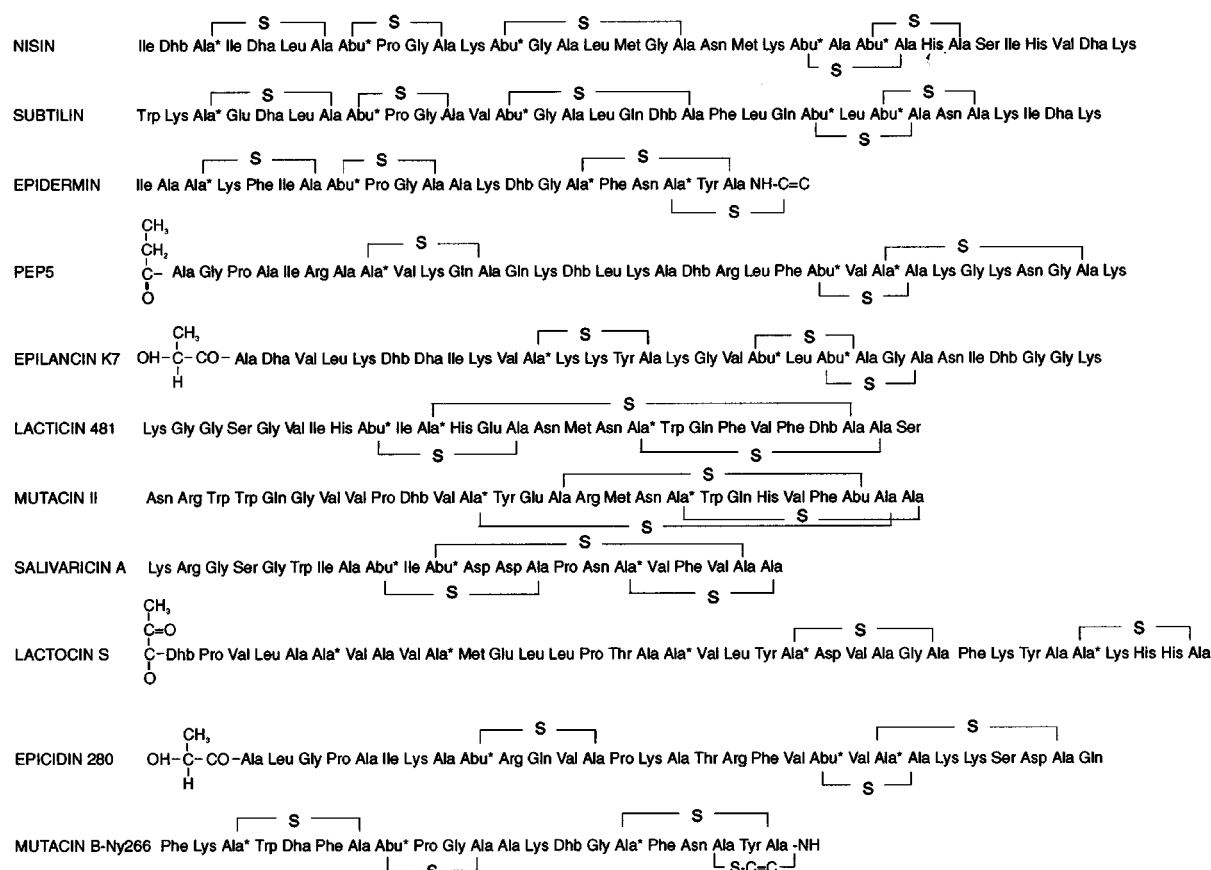 S S S S
NISIN Ile Dhb Ala* Ile Dha Leu Ala Abu* Pro Gly Ala Lys Abu* Gly Ala Leu Met Gly Ala Asn Met Lys Abu* Ala Abu* Ala His Ala Ser Ile His Val Dha Lys
S
S S S S
SUBTILIN Trp Lys Ala* Glu Dha Leu Ala Abu* Pro Gly Ala Val Abu* Gly Ala Leu Gln Dhb Ala Phe Leu Gln Abu* Leu Abu* Ala Asn Ala Lys Ile Dha Lys
S
S S S
EPIDERMIN Ile Ala Ala* Lys Phe Ile Ala Abu* Pro Gly Ala Ala Lys Dhb Gly Ala* Phe Asn Ala* Tyr Ala NH-C=C
S
CH₃
CH₂ S S
PEP5 C– Ala Gly Pro Ala Ile Arg Ala Ala* Val Lys Gln Ala Gln Lys Dhb Leu Lys Ala Dhb Arg Leu Phe Abu* Val Ala* Ala Lys Gly Lys Asn Gly Ala Lys
O S
CH₃ S S
EPILANCIN K7 OH–C–CO– Ala Dha Val Leu Lys Dhb Dha Ile Lys Val Ala* Lys Lys Tyr Ala Lys Gly Val Abu* Leu Abu* Ala Gly Ala Asn Ile Dhb Gly Gly Lys
H S
S
LACTICIN 481 Lys Gly Gly Ser Gly Val Ile His Abu* Ile Ala* His Glu Ala Asn Met Asn Ala* Trp Gln Phe Val Phe Dhb Ala Ala Ser
S S
S
MUTACIN II Asn Arg Trp Trp Gln Gly Val Val Pro Dhb Val Ala* Tyr Glu Ala Arg Met Asn Ala* Trp Gln His Val Phe Abu Ala Ala
S S
S
SALIVARICIN A Lys Arg Gly Ser Gly Trp Ile Ala Abu* Ile Abu* Asp Asp Ala Pro Asn Ala* Val Phe Val Ala Ala
S S
CH₃
C=O S S
LACTOCIN S C–Dhb Pro Val Leu Ala Ala* Val Ala Val Ala* Met Glu Leu Leu Pro Thr Ala Ala* Val Leu Tyr Ala* Asp Val Ala Gly Ala Phe Lys Tyr Ala Ala* Lys His His Ala
O
CH₃ S S
EPICIDIN 280 OH–C–CO–Ala Leu Gly Pro Ala Ile Lys Ala Abu* Arg Gln Val Ala Pro Lys Ala Thr Arg Phe Val Abu* Val Ala* Ala Lys Lys Ser Asp Ala Gln
H S
S S
MUTACIN B-Ny266 Phe Lys Ala* Trp Dha Phe Ala Abu* Pro Gly Ala Ala Lys Dhb Gly Ala* Phe Asn Ala Tyr Ala -NH
S S-C=C